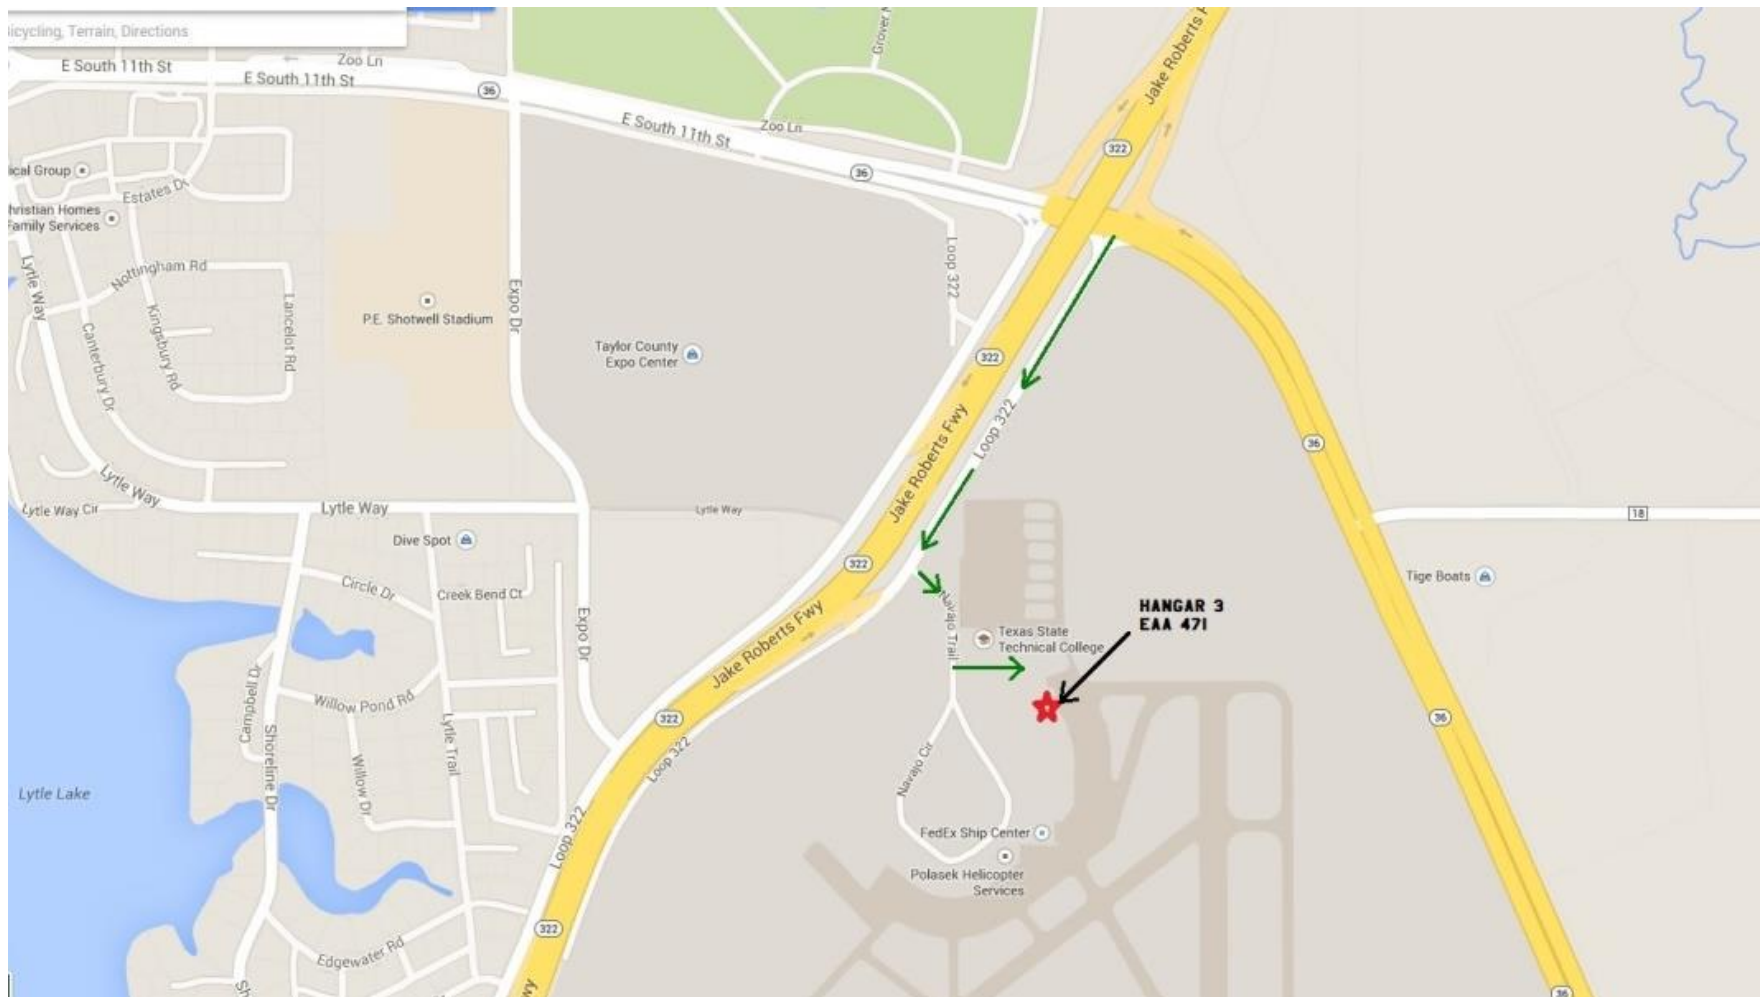 icycling, Terrain, Directions
Zoo Ln
E South 11th St
E South 11th St
36
Grover
Jake Roberts F
E South 11th St
Zoo Ln
322
36
ical Group
Estates Dr
hristian Homes
Family Services
Lytle Way
Nottingham Rd
Kingsbury Rd
Canterbury Dr
Lancelot Rd
Expo Dr
P.E. Shotwell Stadium
Taylor County
Expo Center
Loop 322
322
Jake Roberts Fwy
Loop 322
36
Lytle Way
Lytle Way Cir
Lytle Way
Lytle Way
18
Dive Spot
322
Circle Dr
Creek Bend Ct
Expo Dr
Tige Boats
HANGAR 3
EAA 471
Navajo Trail
Texas State
Technical College
Jake Roberts Fwy
Campbell Dr
Willow Pond Rd
Lytle Trail
322
36
Loop 322
Shoreline Dr
Willow Dr
Navajo Cir
Lytle Lake
Loop 322
FedEx Ship Center
Polasek Helicopter
Services
322
Edgewater Rd
Sh
wy
36